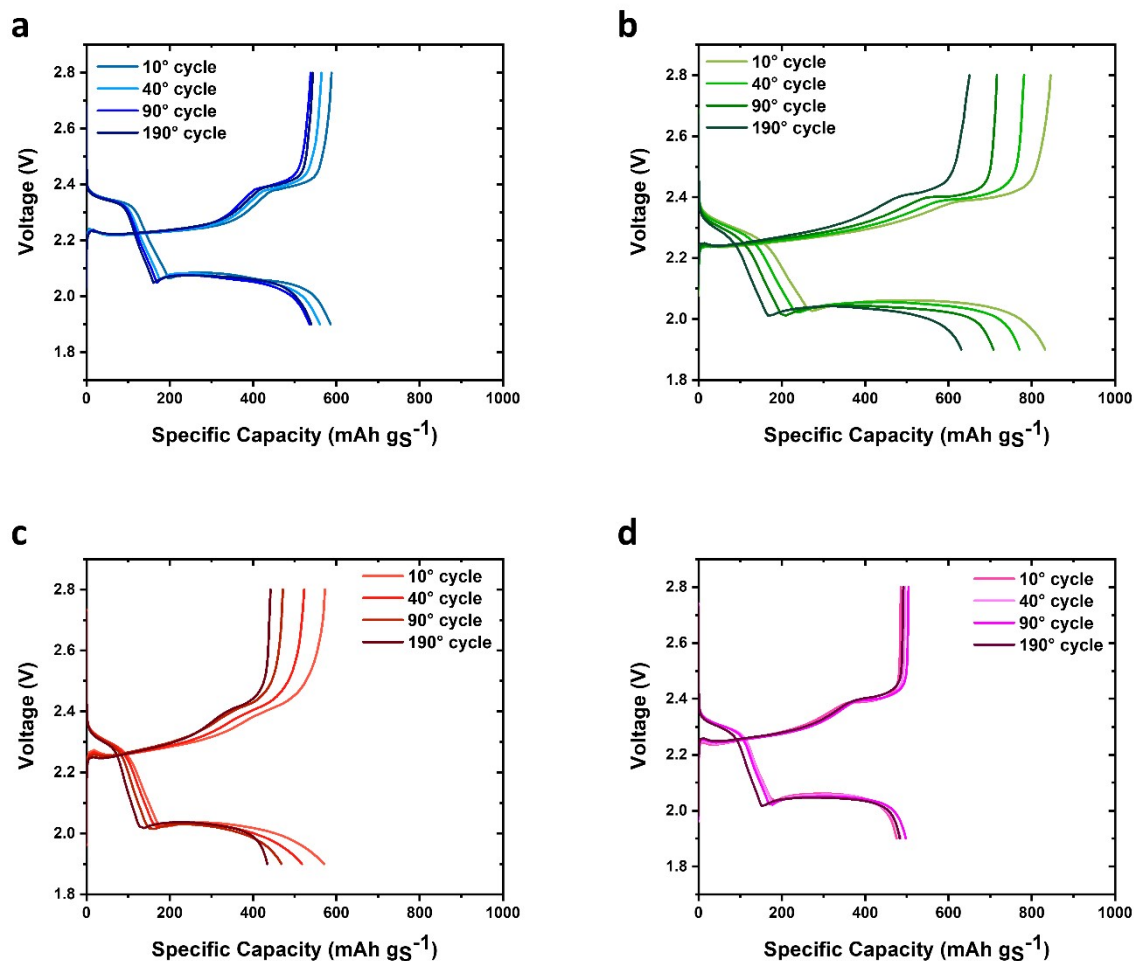 a
2.8
2.6
2.4
2.2
2.0
1.8
Voltage (V)
10° cycle
40° cycle
90° cycle
190° cycle
0 200 400 600 800 1000
Specific Capacity (mAh gS⁻¹)
b
2.8
2.6
2.4
2.2
2.0
1.8
Voltage (V)
10° cycle
40° cycle
90° cycle
190° cycle
0 200 400 600 800 1000
Specific Capacity (mAh gS⁻¹)
c
2.8
2.6
2.4
2.2
2.0
1.8
Voltage (V)
10° cycle
40° cycle
90° cycle
190° cycle
0 200 400 600 800 1000
Specific Capacity (mAh gS⁻¹)
d
2.8
2.6
2.4
2.2
2.0
1.8
Voltage (V)
10° cycle
40° cycle
90° cycle
190° cycle
0 200 400 600 800 1000
Specific Capacity (mAh gS⁻¹)